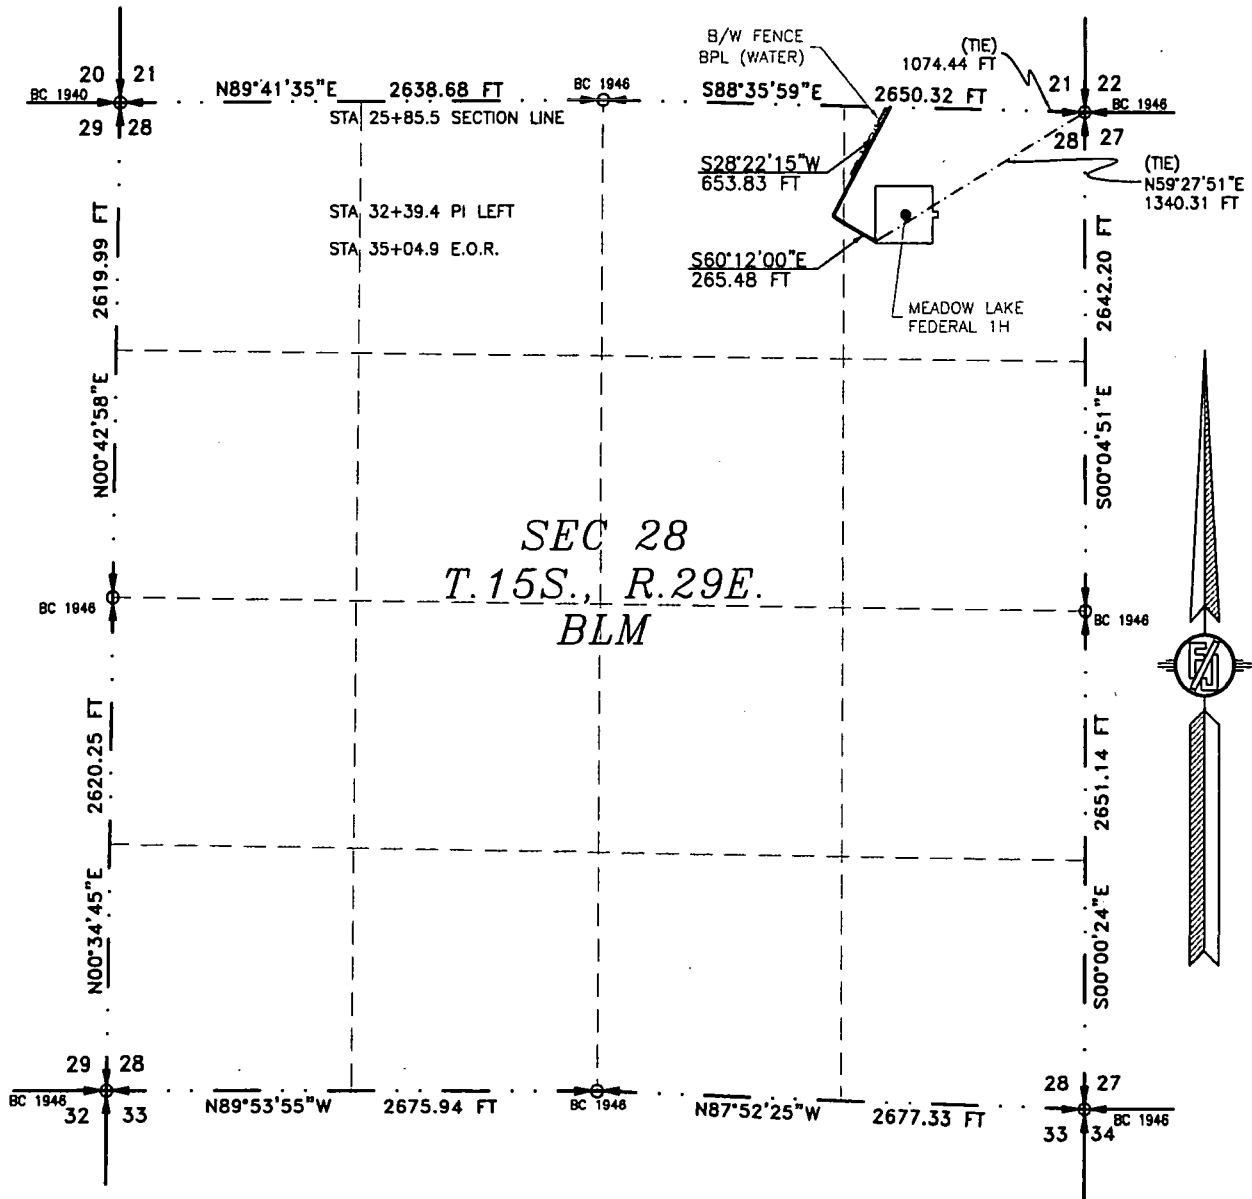 B/W FENCE
BPL (WATER)
(TIE)
1074.44 FT
20 21
BC 1940
29 28
N89°41'35"E 2638.68 FT
BC 1946
S88°35'59"E 2650.32 FT
21 22
BC 1946
28 27
STA 25+85.5 SECTION LINE
S28°22'15"W
653.83 FT
(TIE)
N59°27'51"E
1340.31 FT
STA 32+39.4 PI LEFT
STA 35+04.9 E.O.R.
S60°12'00"E
265.48 FT
MEADOW LAKE
FEDERAL 1H
N00°42'58"E 2619.99 FT
S00°04'51"E 2642.20 FT
SEC 28
T.15S., R.29E.
BLM
BC 1946
BC 1946
N00°34'45"E 2620.25 FT
S00°00'24"E 2651.14 FT
29 28
BC 1946
32 33
N89°53'55"W 2675.94 FT
BC 1946
N87°52'25"W 2677.33 FT
28 27
BC 1946
33 34